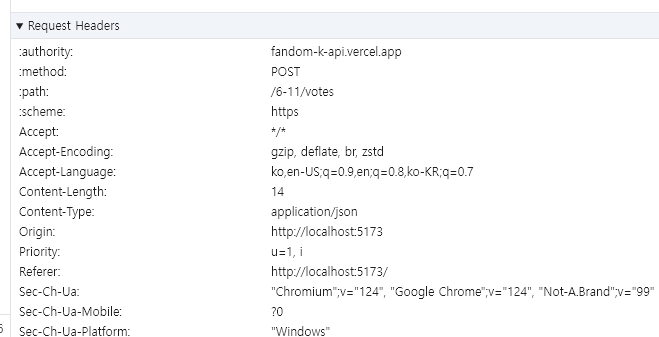 ▼ Request Headers
:authority: fandom-k-api.vercel.app
:method: POST
:path: /6-11/votes
:scheme: https
Accept: */*
Accept-Encoding: gzip, deflate, br, zstd
Accept-Language: ko,en-US;q=0.9,en;q=0.8,ko-KR;q=0.7
Content-Length: 14
Content-Type: application/json
Origin: http://localhost:5173
Priority: u=1, i
Referer: http://localhost:5173/
Sec-Ch-Ua: "Chromium";v="124", "Google Chrome";v="124", "Not-A.Brand";v="99"
Sec-Ch-Ua-Mobile: ?0
Sec-Ch-Ua-Platform: "Windows"